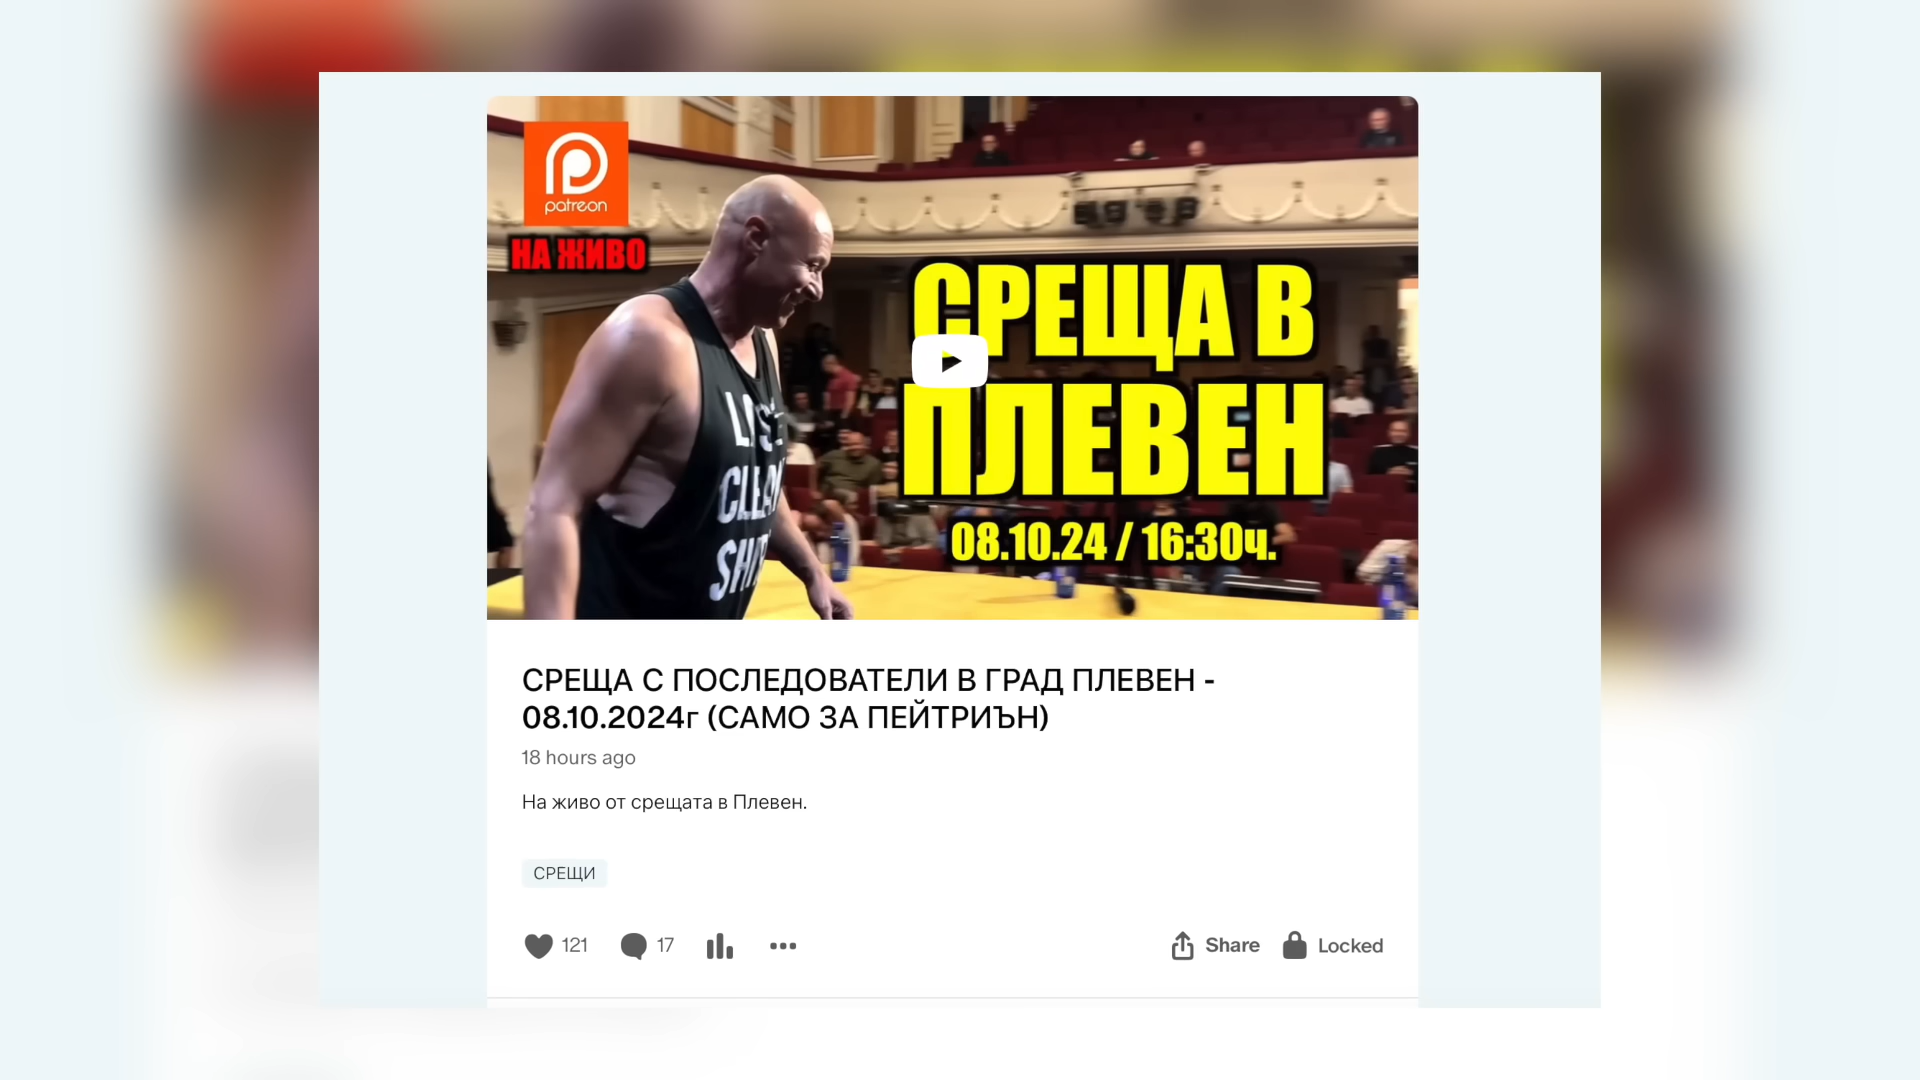 patreon
НА ЖИВО
СРЕЩА В
ПЛЕВЕН
08.10.24 / 16:30ч.
СРЕЩА С ПОСЛЕДОВАТЕЛИ В ГРАД ПЛЕВЕН -
08.10.2024г (САМО ЗА ПЕЙТРИЪН)
18 hours ago
На живо от срещата в Плевен.
СРЕЩИ
121
17
Share
Locked